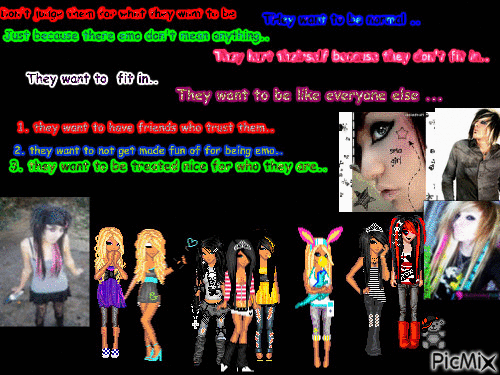 Don't judge them for what they want to be
They want to be normal ..
Just because there emo don't mean anything..
They hurt theirself because they don't fit in..
They want to fit in..
They want to be like everyone else ...
1. they want to have friends who trust them..
2. they want to not get made fun of for being emo..
3. they want to be treated nice for who they are..
emo
girl
PicMix